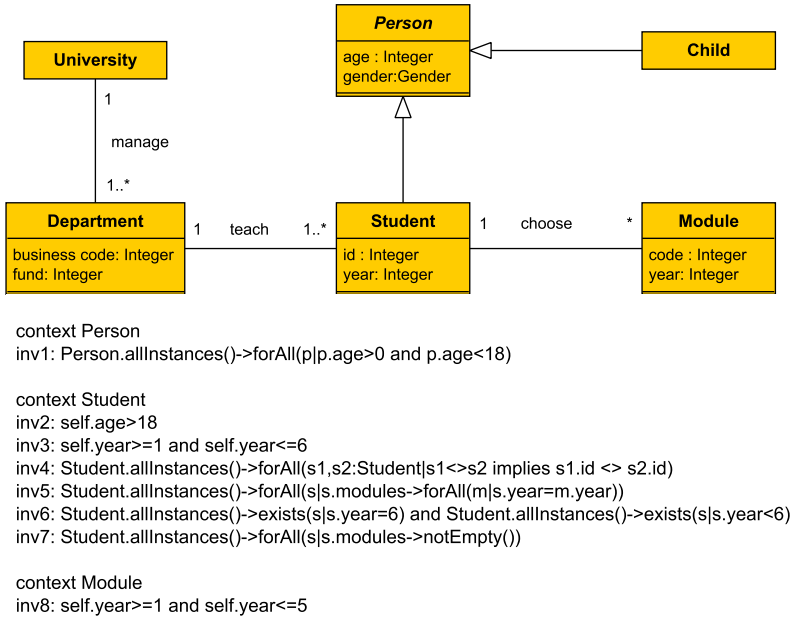 Person
age : Integer
gender:Gender
University
Child
1
manage
1..*
Department
business code: Integer
fund: Integer
1 teach 1..*
Student
id : Integer
year: Integer
1 choose *
Module
code : Integer
year: Integer
context Person
inv1: Person.allInstances()->forAll(p|p.age>0 and p.age<18)
context Student
inv2: self.age>18
inv3: self.year>=1 and self.year<=6
inv4: Student.allInstances()->forAll(s1,s2:Student|s1<>s2 implies s1.id <> s2.id)
inv5: Student.allInstances()->forAll(s|s.modules->forAll(m|s.year=m.year))
inv6: Student.allInstances()->exists(s|s.year=6) and Student.allInstances()->exists(s|s.year<6)
inv7: Student.allInstances()->forAll(s|s.modules->notEmpty())
context Module
inv8: self.year>=1 and self.year<=5